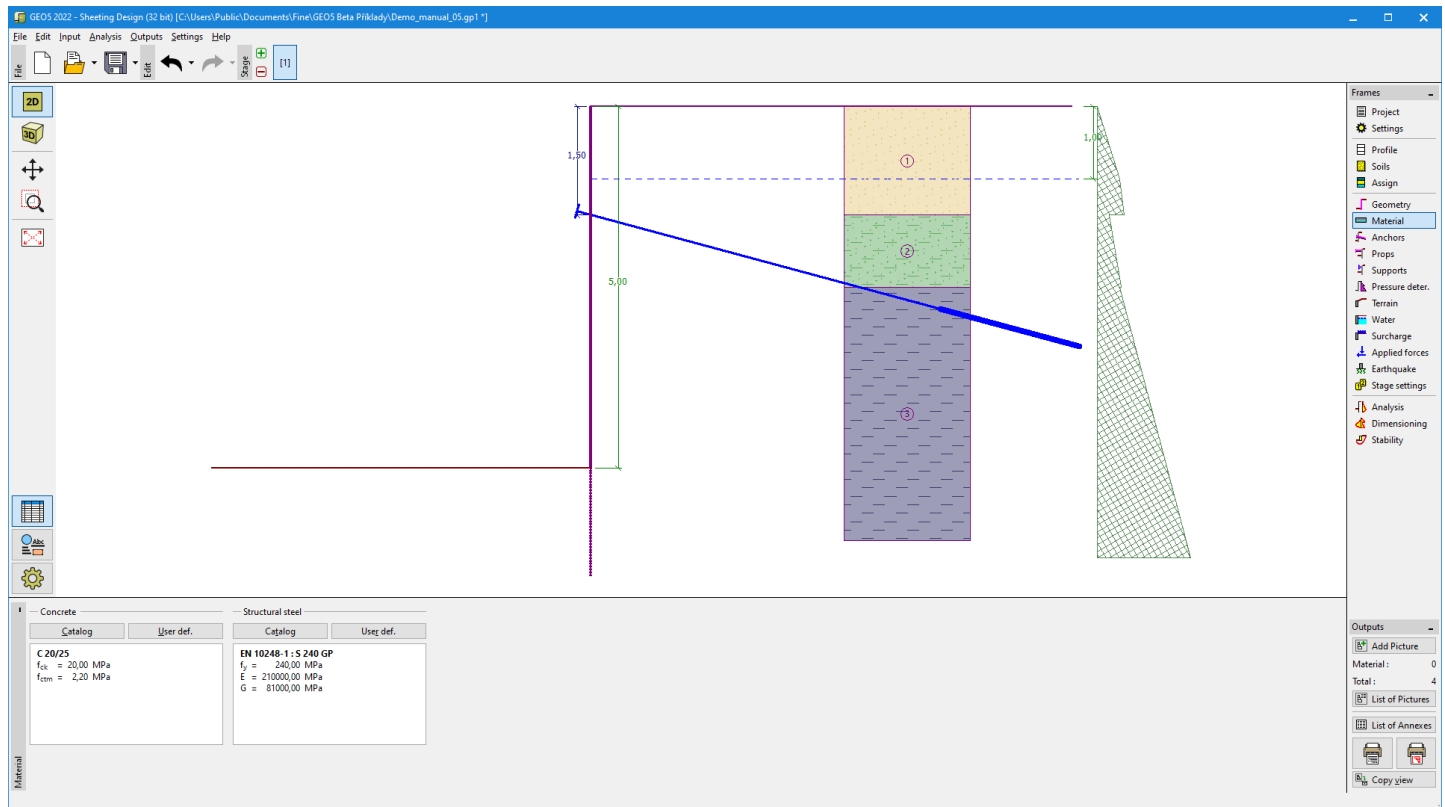 GEO5 2022 - Sheeting Design (32 bit) [C:\Users\Public\Documents\Fine\GEO5 Beta Příklady\Demo_manual_05.gp1 *]
File Edit Input Analysis Outputs Settings Help
File
Edit
Stage
[1]
2D
3D
1,50
5,00
1,00
1
2
3
Abc
Frames
Project
Settings
Profile
Soils
Assign
Geometry
Material
Anchors
Props
Supports
Pressure deter.
Terrain
Water
Surcharge
Applied forces
Earthquake
Stage settings
Analysis
Dimensioning
Stability
Material
Concrete
Catalog User def.
C 20/25
fck = 20,00 MPa
fctm = 2,20 MPa
Structural steel
Catalog User def.
EN 10248-1 : S 240 GP
fy = 240,00 MPa
E = 210000,00 MPa
G = 81000,00 MPa
Outputs
Add Picture
Material : 0
Total : 4
List of Pictures
List of Annexes
Copy view